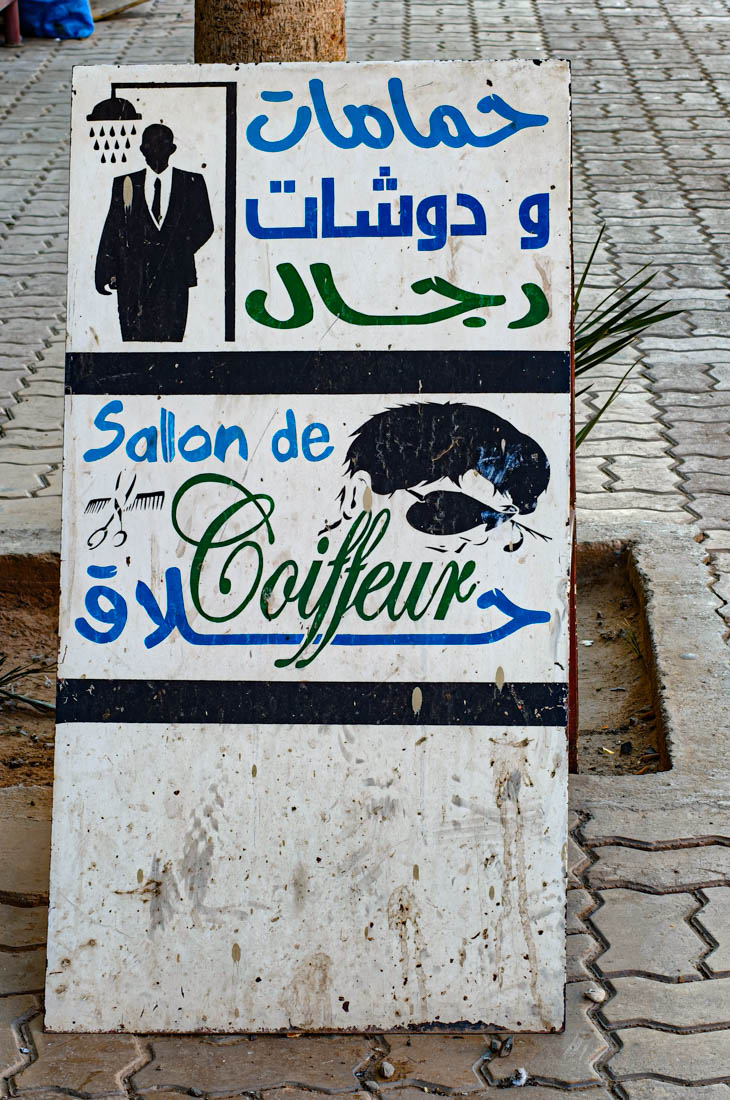 حمامات
و دوشات
رجال
Sallon de
Coiffeur
حلاق